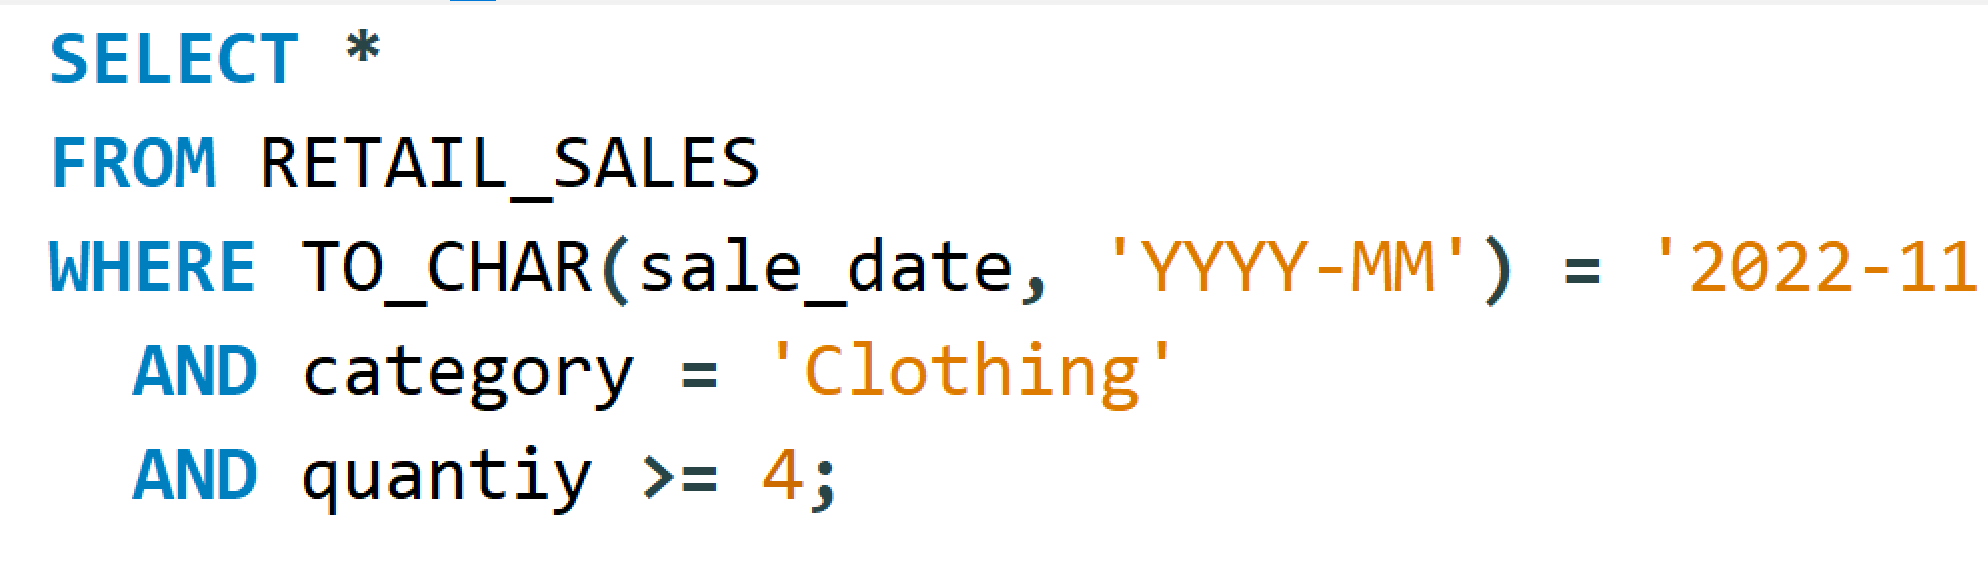 SELECT *
FROM RETAIL_SALES
WHERE TO_CHAR(sale_date, 'YYYY-MM') = '2022-11
AND category = 'Clothing'
AND quantiy >= 4;